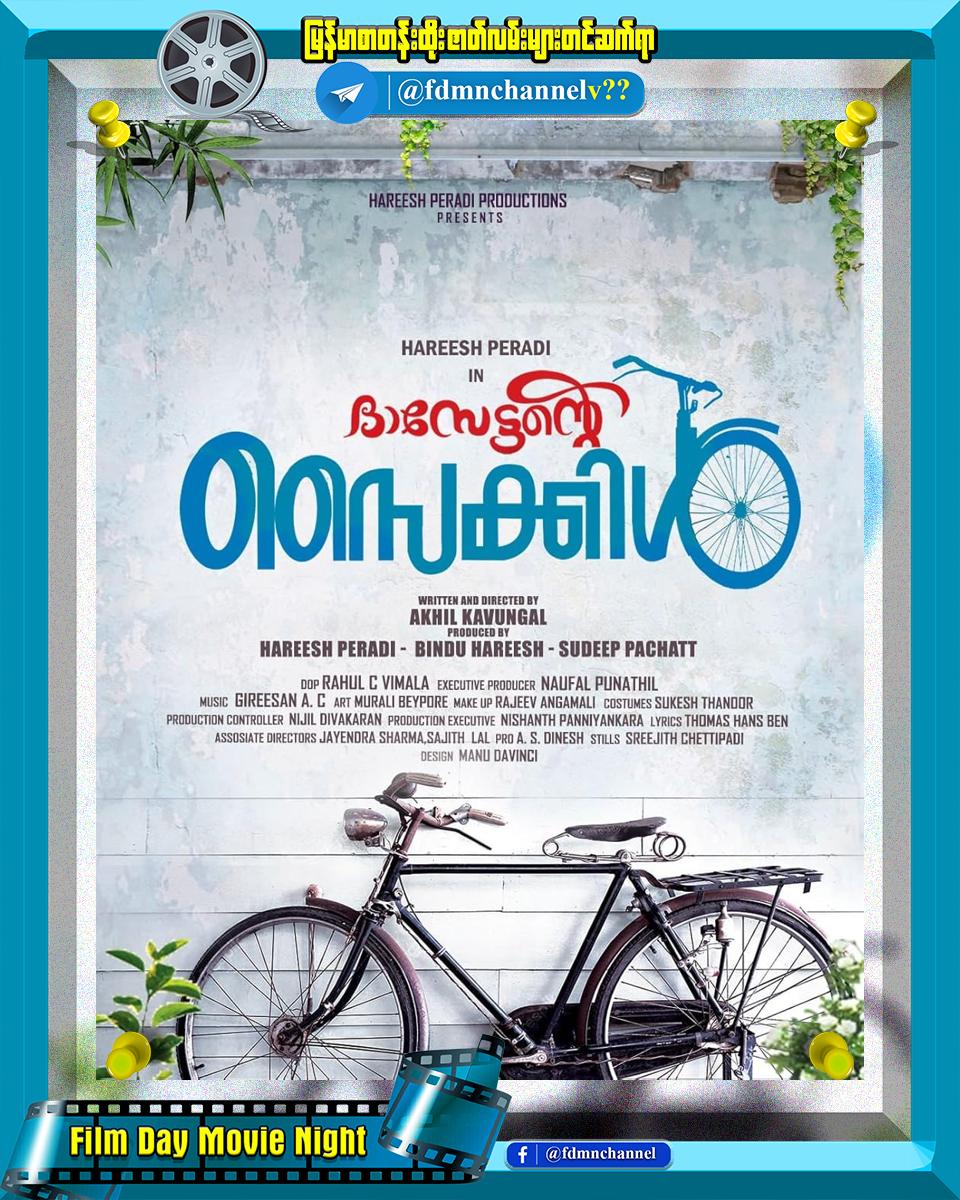 မြန်မာစာတန်းထိုးဇာတ်လမ်းများတင်ဆက်ရာ
@fdmnchannelv??
HAREESH PERADI PRODUCTIONS
PRESENTS
HAREESH PERADI
IN
ദാസേട്ടന്റെ
സൈക്കിൾ
WRITTEN AND DIRECTED BY
AKHIL KAVUNGAL
PRODUCED BY
HAREESH PERADI - BINDU HAREESH - SUDEEP PACHATT
DOP RAHUL C VIMALA EXECUTIVE PRODUCER NAUFAL PUNATHIL
MUSIC GIREESAN A. C ART MURALI BEYPORE MAKE UP RAJEEV ANGAMALI COSTUMES SUKESH THANOOR
PRODUCTION CONTROLLER NIJIL DIVAKARAN PRODUCTION EXECUTIVE NISHANTH PANNIYANKARA LYRICS THOMAS HANS BEN
ASSOSIATE DIRECTORS JAYENDRA SHARMA,SAJITH LAL PRO A. S. DINESH STILLS SREEJITH CHETTIPADI
DESIGN MANU DAVINCI
Film Day Movie Night
@fdmnchannel